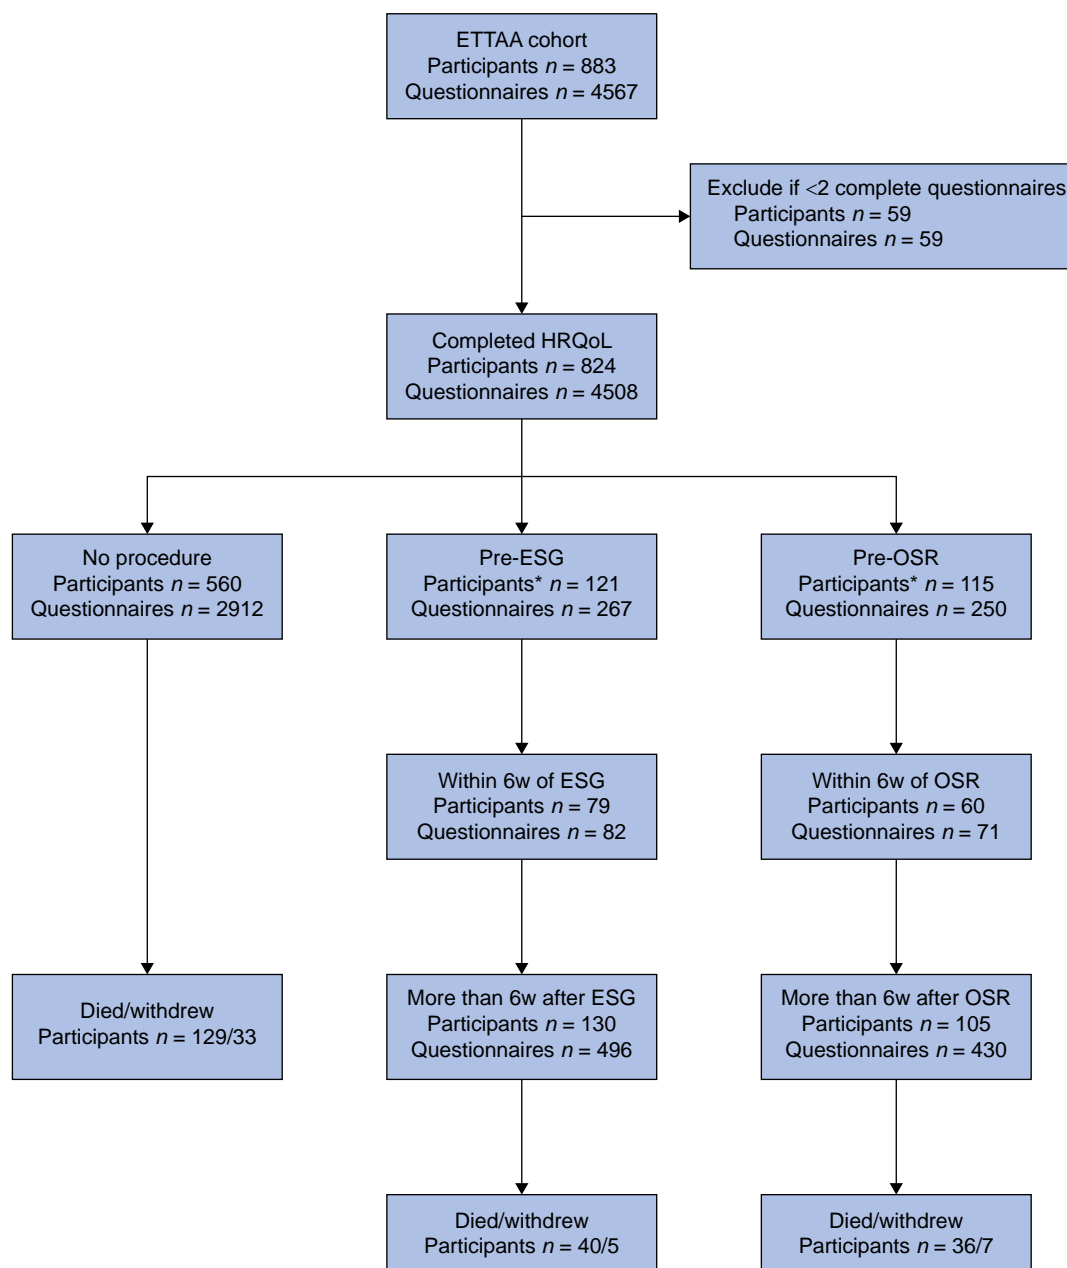 ETTAA cohort
Participants n = 883
Questionnaires n = 4567
Exclude if <2 complete questionnaires
Participants n = 59
Questionnaires n = 59
Completed HRQoL
Participants n = 824
Questionnaires n = 4508
No procedure
Participants n = 560
Questionnaires n = 2912
Pre-ESG
Participants* n = 121
Questionnaires n = 267
Pre-OSR
Participants* n = 115
Questionnaires n = 250
Within 6w of ESG
Participants n = 79
Questionnaires n = 82
Within 6w of OSR
Participants n = 60
Questionnaires n = 71
Died/withdrew
Participants n = 129/33
More than 6w after ESG
Participants n = 130
Questionnaires n = 496
More than 6w after OSR
Participants n = 105
Questionnaires n = 430
Died/withdrew
Participants n = 40/5
Died/withdrew
Participants n = 36/7